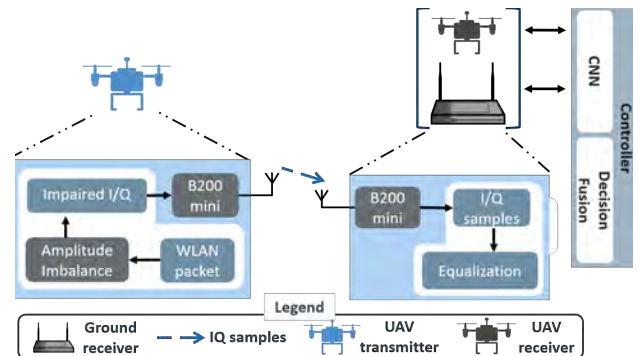 CNN
Controller
Decision
Fusion
Impaired I/Q
B200
mini
Amplitude
Imbalance
WLAN
packet
B200
mini
I/Q
samples
Equalization
Legend
Ground
receiver
IQ samples
UAV
transmitter
UAV
receiver